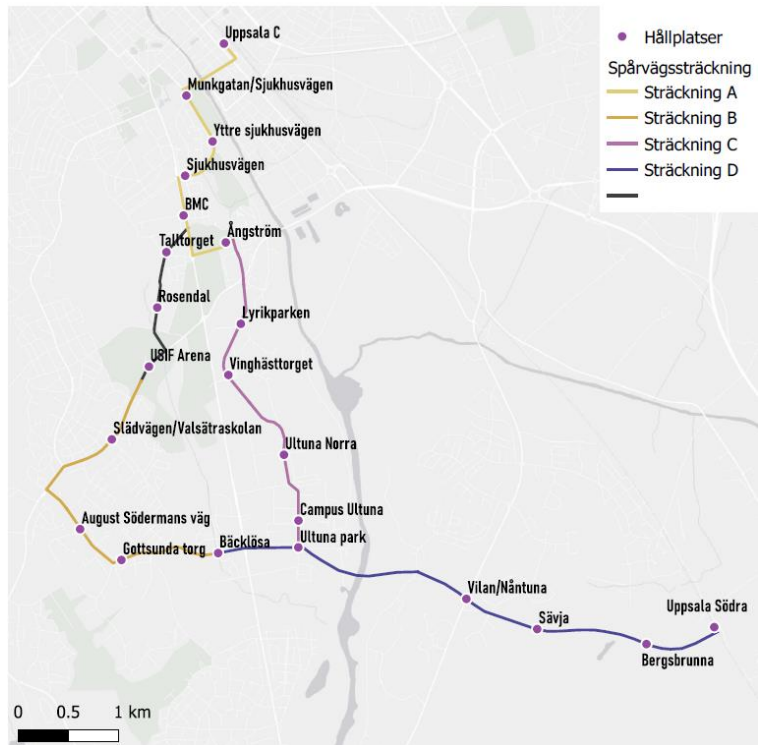 Uppsala C
Munkgatan/Sjukhusvägen
Yttre sjukhusvägen
Sjukhusvägen
BMC
Ångström
Talltorget
Rosendal
Lyrikparken
USIF Arena
Vinghästtorget
Slädvägen/Valsätraskolan
Ultuna Norra
August Södermans väg
Campus Ultuna
Gottsunda torg
Bäcklösa
Ultuna park
Vilan/Nåntuna
Sävja
Uppsala Södra
Bergsbrunna
Hållplatser
Spårvägssträckning
Sträckning A
Sträckning B
Sträckning C
Sträckning D
0 0.5 1 km